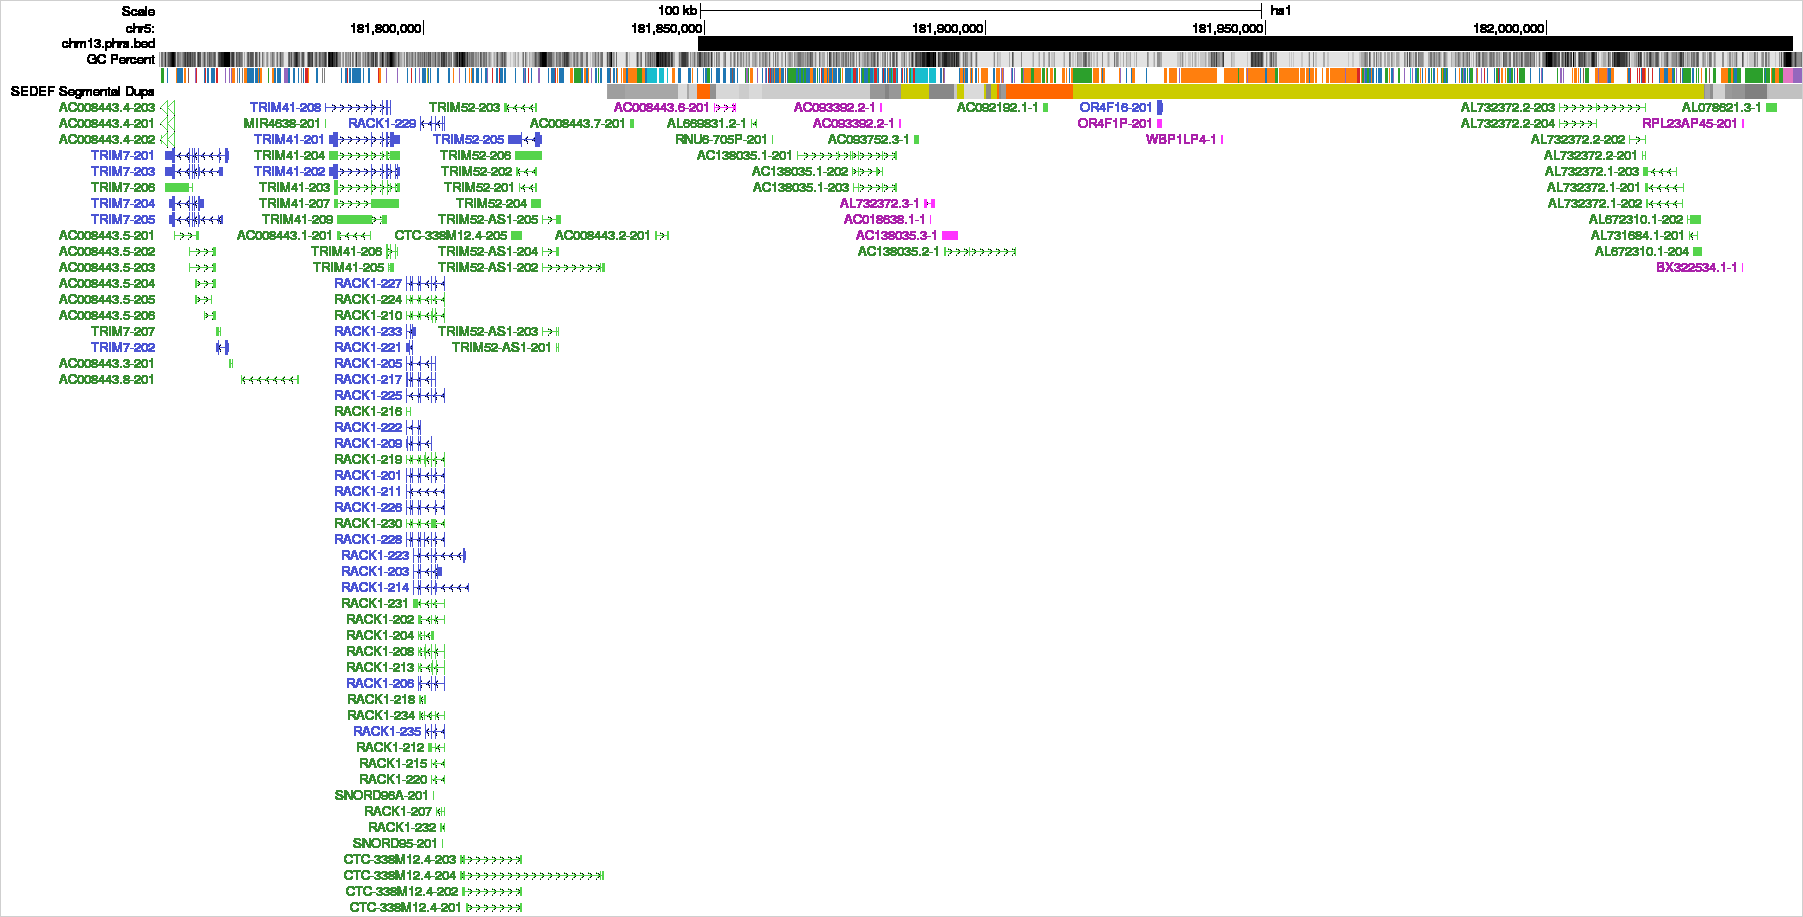 Scale 100 kb hs1
chr5: 181,800,000 181,850,000 181,900,000 181,950,000 182,000,000
chm13.phrs.bed
GC Percent
SEDEF Segmental Dups
AC008443.4-203 TRIM41-208 TRIM52-203 AC008443.6-201 AC093392.2-1 AC092192.1-1 OR4F16-201 AL732372.2-203 AL078621.3-1
AC008443.4-201 MIR4638-201 RACK1-229 AC008443.7-201 AL669831.2-1 AC093392.2-1 OR4F1P-201 AL732372.2-204 RPL23AP45-201
AC008443.4-202 TRIM41-201 TRIM52-205 RNU6-705P-201 AC093752.3-1 WBP1LP4-1 AL732372.2-202
TRIM7-201 TRIM41-204 TRIM52-206 AC138035.1-201 AL732372.2-201
TRIM7-203 TRIM41-202 TRIM52-202 AC138035.1-202 AL732372.1-203
TRIM7-206 TRIM41-203 TRIM52-201 AC138035.1-203 AL732372.1-201
TRIM7-204 TRIM41-207 TRIM52-204 AL732372.3-1 AL732372.1-202
TRIM7-205 TRIM41-209 TRIM52-AS1-205 AC018638.1-1 AL672310.1-202
AC008443.5-201 AC008443.1-201 CTC-338M12.4-205 AC008443.2-201 AC138035.3-1 AL731684.1-201
AC008443.5-202 TRIM41-206 TRIM52-AS1-204 AC138035.2-1 AL672310.1-204
AC008443.5-203 TRIM41-205 TRIM52-AS1-202 BX322534.1-1
AC008443.5-204 RACK1-227
AC008443.5-205 RACK1-224
AC008443.5-206 RACK1-210
TRIM7-207 RACK1-233 TRIM52-AS1-203
TRIM7-202 RACK1-221 TRIM52-AS1-201
AC008443.3-201 RACK1-205
AC008443.8-201 RACK1-217
RACK1-225
RACK1-216
RACK1-222
RACK1-209
RACK1-219
RACK1-201
RACK1-211
RACK1-226
RACK1-230
RACK1-228
RACK1-223
RACK1-203
RACK1-214
RACK1-231
RACK1-202
RACK1-204
RACK1-208
RACK1-213
RACK1-206
RACK1-218
RACK1-234
RACK1-235
RACK1-212
RACK1-215
RACK1-220
SNORD96A-201
RACK1-207
RACK1-232
SNORD95-201
CTC-338M12.4-203
CTC-338M12.4-204
CTC-338M12.4-202
CTC-338M12.4-201